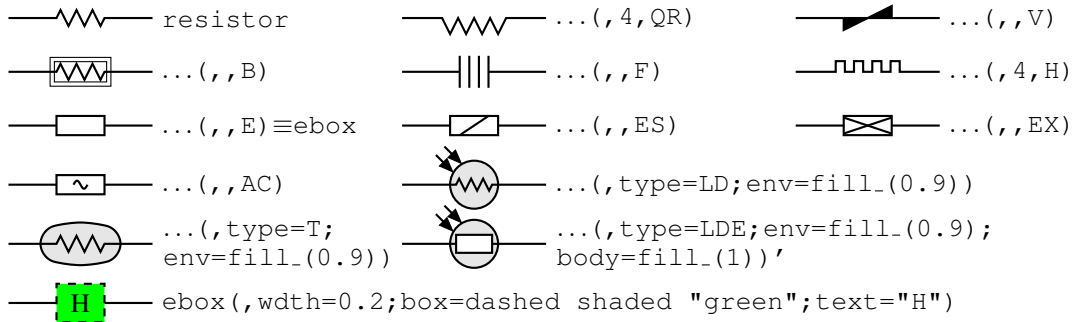 resistor
...(,4,QR)
...(,,V)
...(,,B)
...(,,F)
...(,4,H)
...(,,E)≡ebox
...(,,ES)
...(,,EX)
...(,,AC)
...(,type=LD;env=fill_(0.9))
...(,type=T;
env=fill_(0.9))
...(,type=LDE;env=fill_(0.9);
body=fill_(1))′
H
ebox(,wdth=0.2;box=dashed shaded "green";text="H")